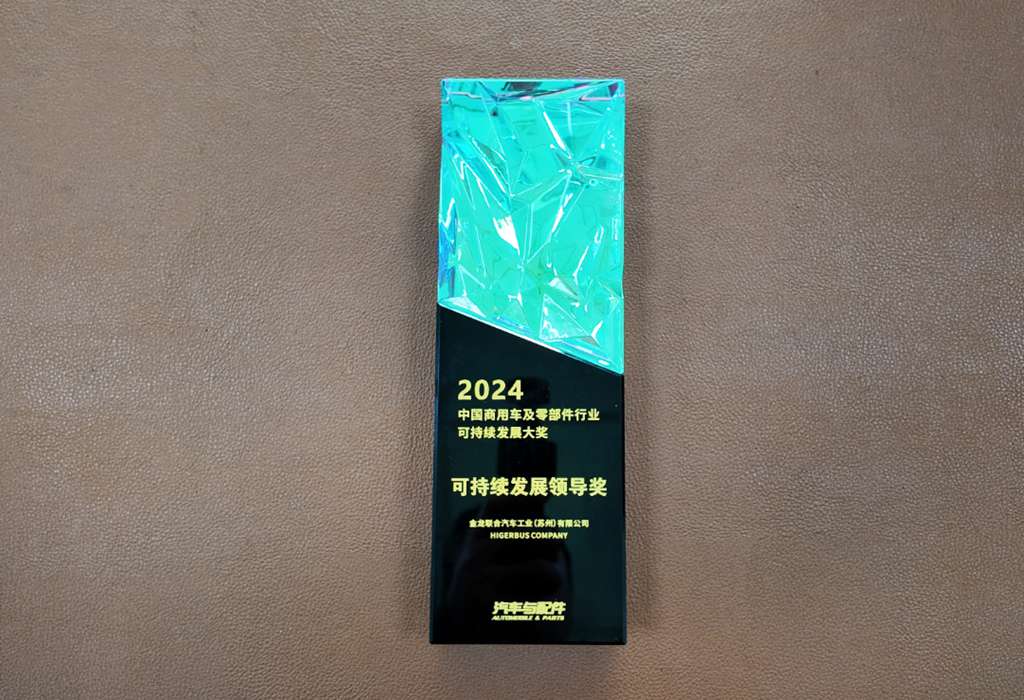 2024
中国商用车及零部件行业
可持续发展大奖
可持续发展领导奖
金龙联合汽车工业(苏州)有限公司
HIGERBUS COMPANY
汽车与配件
AUTOMOBILE & PARTS